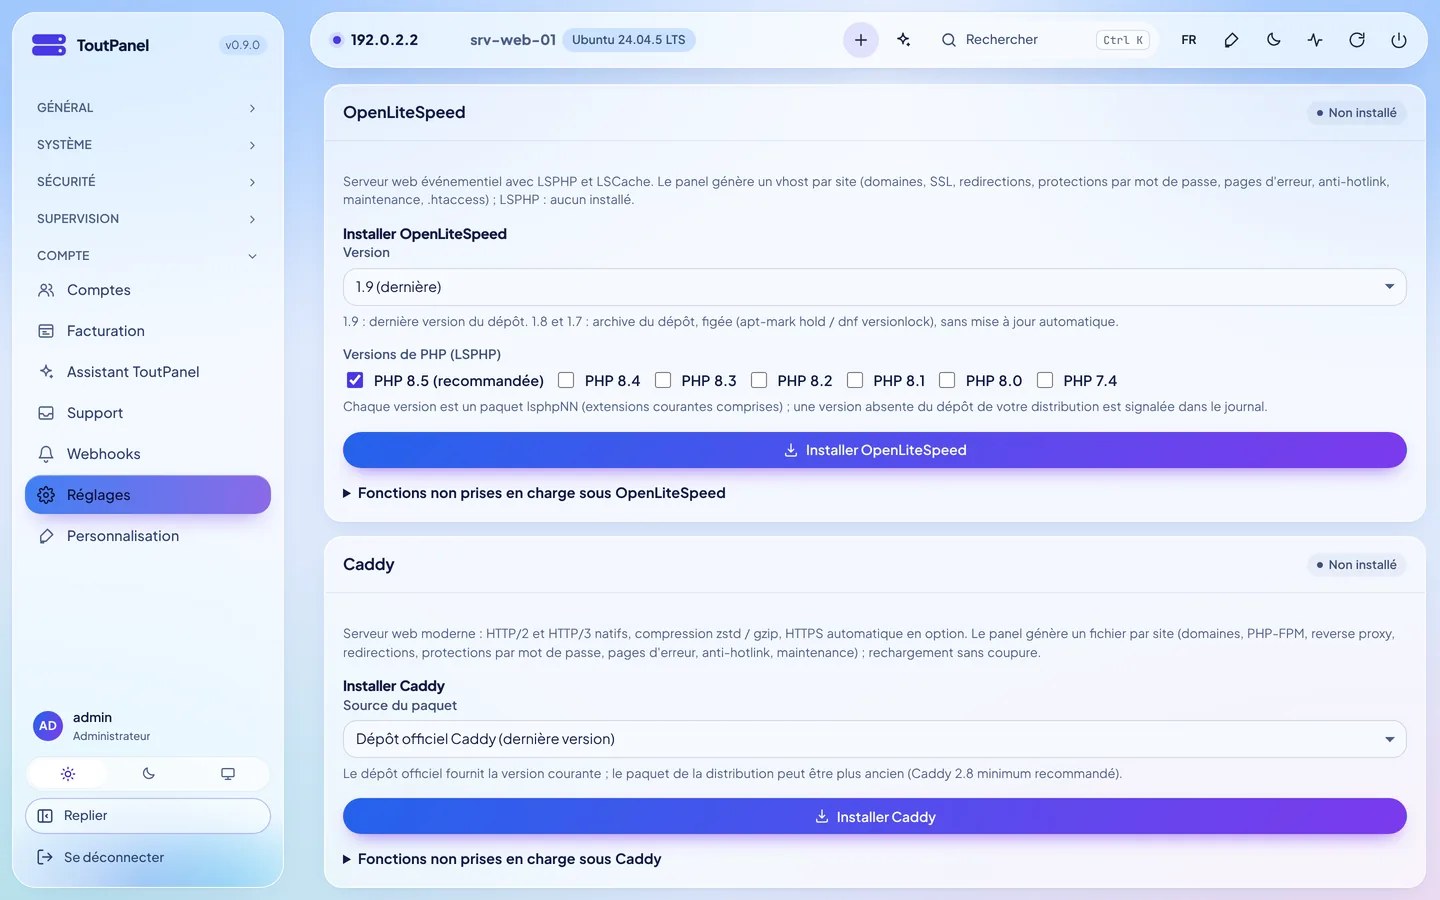 ToutPanel
v0.9.0
GÉNÉRAL
SYSTÈME
SÉCURITÉ
SUPERVISION
COMPTE
Comptes
Facturation
Assistant ToutPanel
Support
Webhooks
Réglages
Personnalisation
AD
admin
Administrateur
Replier
Se déconnecter
192.0.2.2
srv-web-01
Ubuntu 24.04.5 LTS
Rechercher
Ctrl K
FR
OpenLiteSpeed
Non installé
Serveur web événementiel avec LSPHP et LSCache. Le panel génère un vhost par site (domaines, SSL, redirections, protections par mot de passe, pages d'erreur, anti-hotlink,
maintenance, .htaccess) ; LSPHP : aucun installé.
Installer OpenLiteSpeed
Version
1.9 (dernière)
1.9 : dernière version du dépôt. 1.8 et 1.7 : archive du dépôt, figée (apt-mark hold / dnf versionlock), sans mise à jour automatique.
Versions de PHP (LSPHP)
PHP 8.5 (recommandée) PHP 8.4 PHP 8.3 PHP 8.2 PHP 8.1 PHP 8.0 PHP 7.4
Chaque version est un paquet lsphpNN (extensions courantes comprises) ; une version absente du dépôt de votre distribution est signalée dans le journal.
Installer OpenLiteSpeed
Fonctions non prises en charge sous OpenLiteSpeed
Caddy
Non installé
Serveur web moderne : HTTP/2 et HTTP/3 natifs, compression zstd / gzip, HTTPS automatique en option. Le panel génère un fichier par site (domaines, PHP-FPM, reverse proxy,
redirections, protections par mot de passe, pages d'erreur, anti-hotlink, maintenance) ; rechargement sans coupure.
Installer Caddy
Source du paquet
Dépôt officiel Caddy (dernière version)
Le dépôt officiel fournit la version courante ; le paquet de la distribution peut être plus ancien (Caddy 2.8 minimum recommandé).
Installer Caddy
Fonctions non prises en charge sous Caddy